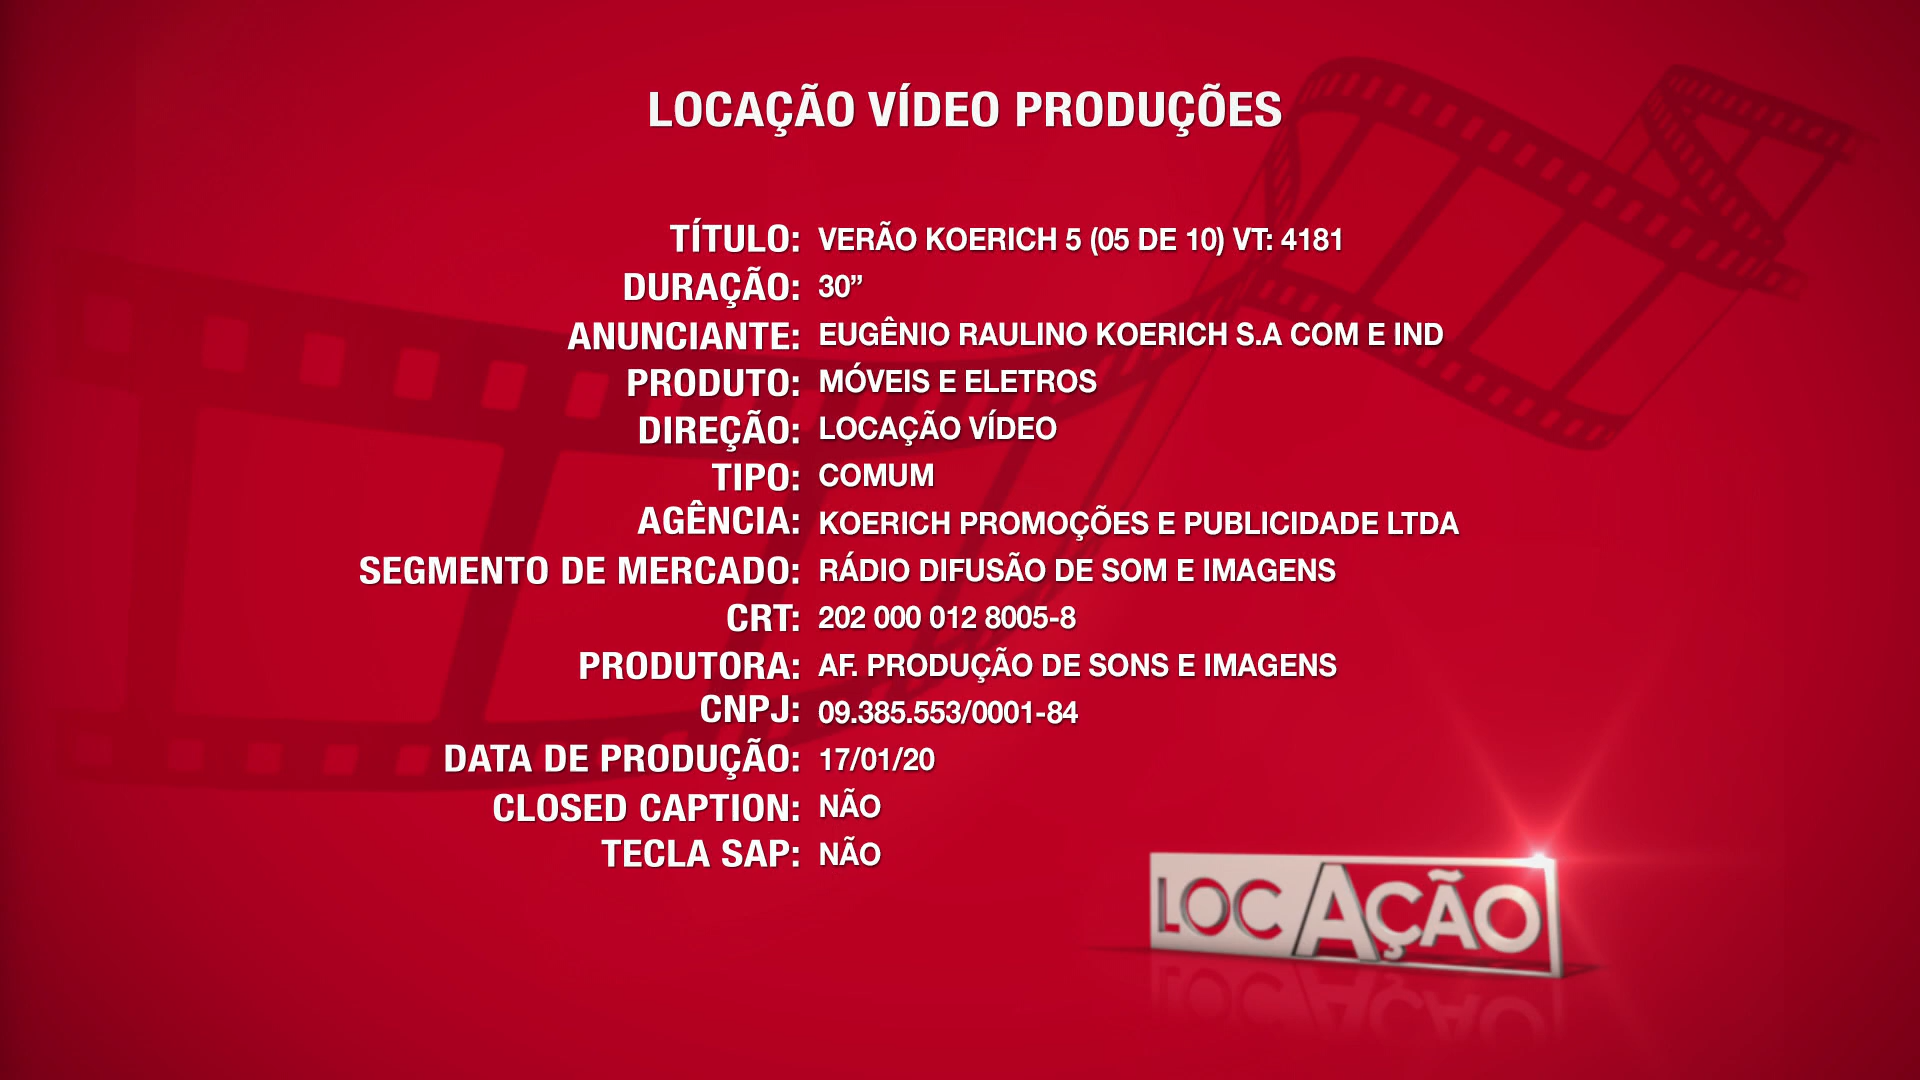 LOCAÇÃO VÍDEO PRODUÇÕES
TÍTULO: VERÃO KOERICH 5 (05 DE 10) VT: 4181
DURAÇÃO: 30”
ANUNCIANTE: EUGÊNIO RAULINO KOERICH S.A COM E IND
PRODUTO: MÓVEIS E ELETROS
DIREÇÃO: LOCAÇÃO VÍDEO
TIPO: COMUM
AGÊNCIA: KOERICH PROMOÇÕES E PUBLICIDADE LTDA
SEGMENTO DE MERCADO: RÁDIO DIFUSÃO DE SOM E IMAGENS
CRT: 202 000 012 8005-8
PRODUTORA: AF. PRODUÇÃO DE SONS E IMAGENS
CNPJ: 09.385.553/0001-84
DATA DE PRODUÇÃO: 17/01/20
CLOSED CAPTION: NÃO
TECLA SAP: NÃO
LOCAÇÃO